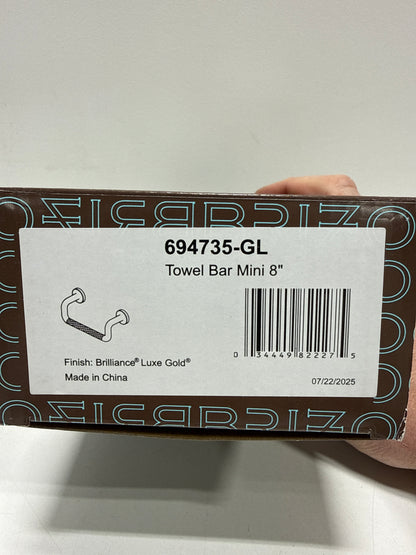 BRIZO
694735-GL
Towel Bar Mini 8"
0 34449 82227 5
Finish: Brilliance® Luxe Gold®
Made in China
07/22/2025